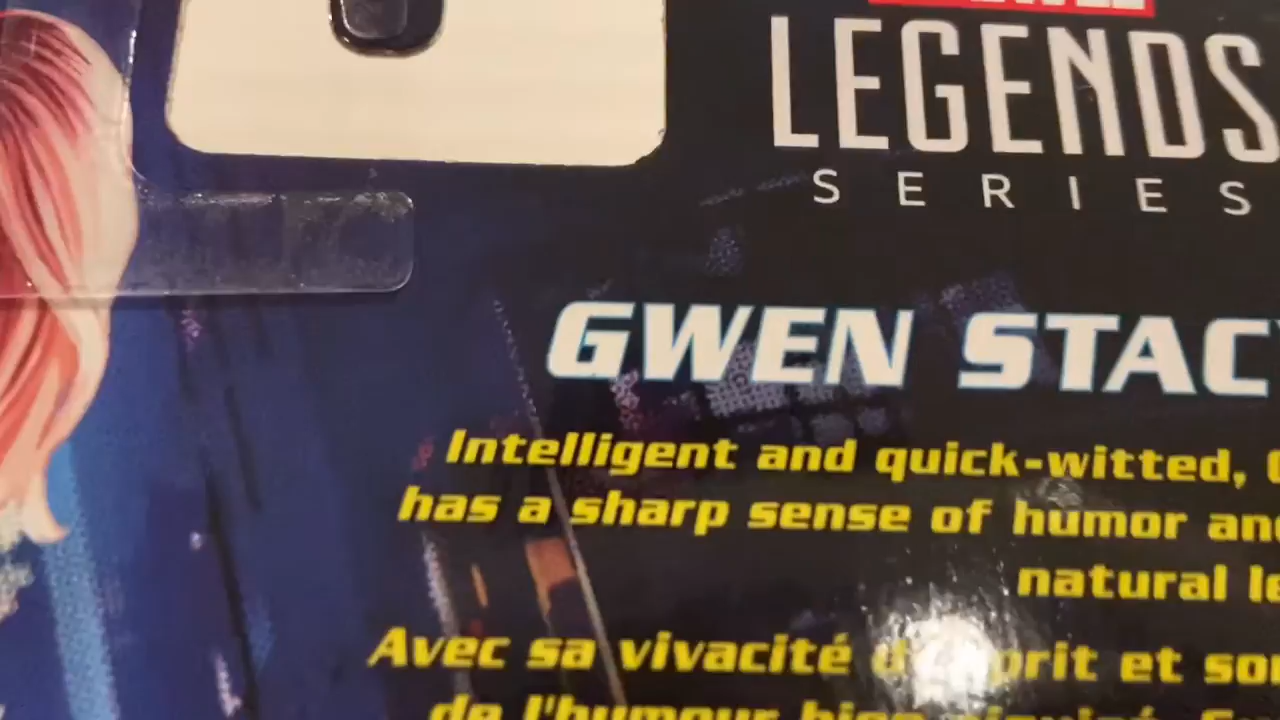 LEGENDS
SERIES
GWEN STAC
Intelligent and quick-witted,
has a sharp sense of humor an
natural le
Avec sa vivacité et so
de l'humour bien